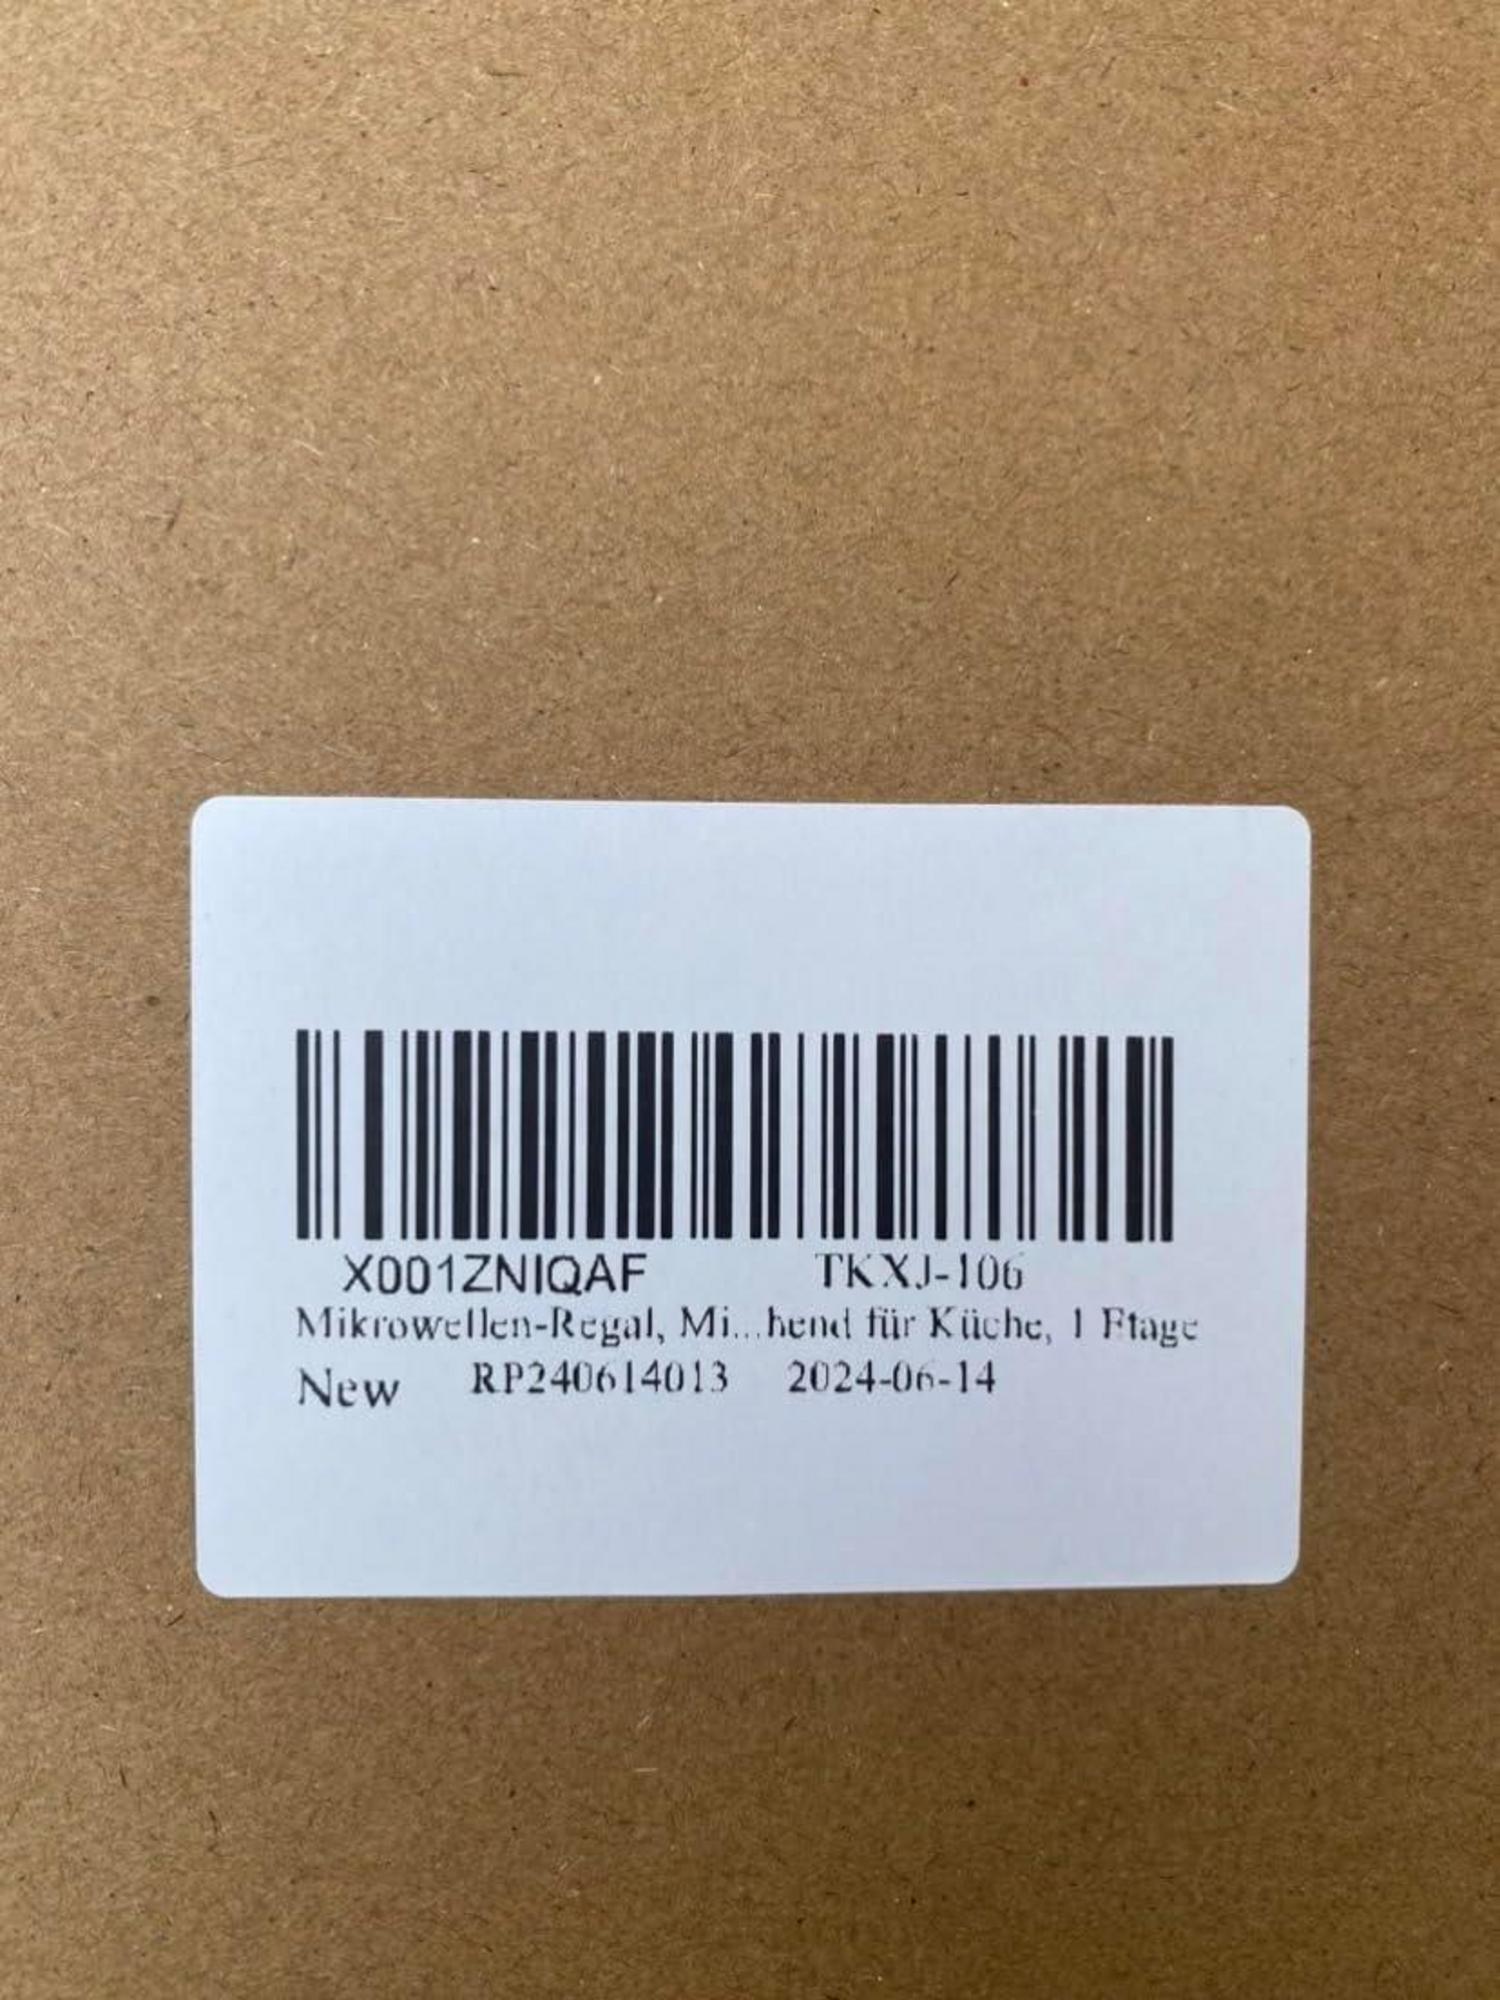 X001ZNIQAF TKXJ-106
Mikrowellen-Regal, Mi...hend für Küche, 1 Etage
New RP240614013 2024-06-14